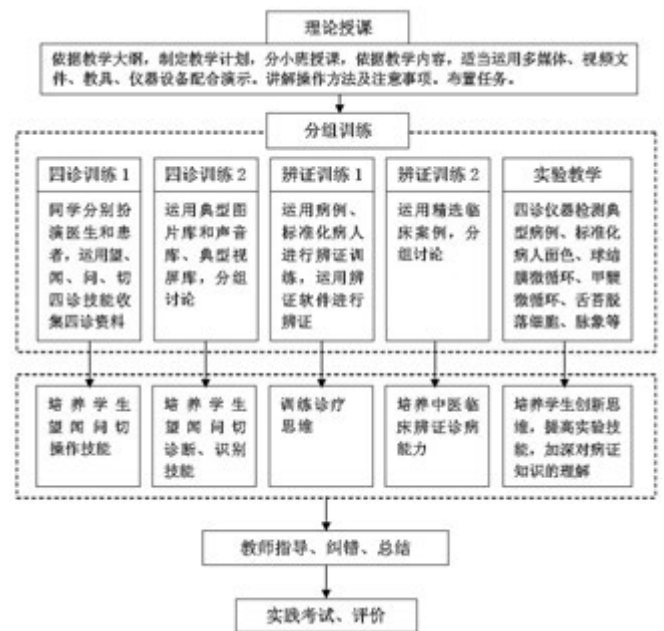 理论授课
依据教学大纲，制定教学计划，分小班授课，依据教学内容，适当运用多媒体、视频文
件、教具、仪器设备配合演示。讲解操作方法及注意事项。布置任务。
分组训练
四诊训练 1
同学分别扮
演医生和患
者，运用望、
闻、问、切
四诊技能收
集四诊资料
四诊训练 2
运用典型图
片库和声音
库、典型视
屏库，分组
讨论
辨证训练 1
运用病例、
标准化病人
进行辨证训
练，运用辨
证软件进行
辨证
辨证训练 2
运用精选临
床案例，分
组讨论
实验教学
四诊仪器检测典
型病例、标准化
病人面色、球结
膜微循环、甲襞
微循环、舌苔脱
落细胞、脉象等
培养学生
望闻问切
操作技能
培养学生
望闻问切
诊断、识别
技能
训练诊疗
思维
培养中医临
床辨证诊病
能力
培养学生创新思
维，提高实验技
能，加深对病证
知识的理解
教师指导、纠错、总结
实践考试、评价